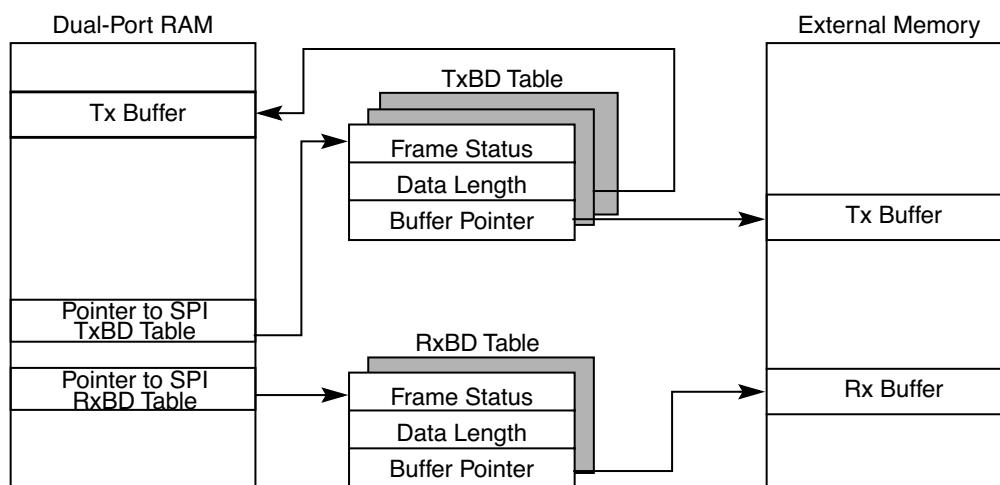 Dual-Port RAM
External Memory
TxBD Table
Tx Buffer
Frame Status
Data Length
Buffer Pointer
Tx Buffer
Pointer to SPI
TxBD Table
RxBD Table
Pointer to SPI
RxBD Table
Frame Status
Data Length
Buffer Pointer
Rx Buffer